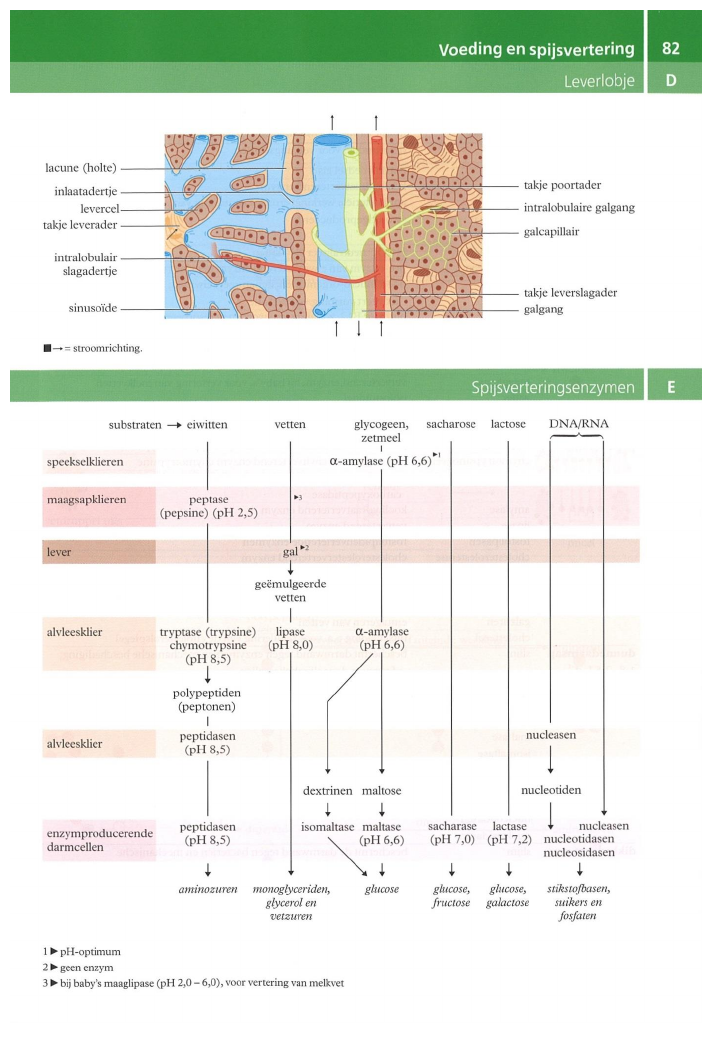 Voeding en spijsvertering 82
Leverlobje D
lacune (holte)
inlaatadertje
levercel
takje leverader
intralobulair
slagadertje
sinusoïde
takje poortader
intralobulaire galgang
galcapillair
takje leverslagader
galgang
→ = stroomrichting.
Spijsverteringsenzymen E
substraten → eiwitten vetten glycogeen, sacharose lactose DNA/RNA
zetmeel
speekselklieren α-amylase (pH 6,6) ▶1
maagsapklieren peptase ▶3
(pepsine) (pH 2,5)
lever gal ▶2
geëmulgeerde
vetten
alvleesklier tryptase (trypsine) lipase α-amylase
chymotrypsine (pH 8,0) (pH 6,6)
(pH 8,5)
polypeptiden
(peptonen)
alvleesklier peptidasen nucleasen
(pH 8,5)
dextrinen maltose nucleotiden
enzymproducerende peptidasen isomaltase maltase sacharase lactase nucleasen
darmcellen (pH 8,5) (pH 6,6) (pH 7,0) (pH 7,2) nucleotidasen
nucleosidasen
aminozuren monoglyceriden, glucose glucose, glucose, stikstofbasen,
glycerol en fructose galactose suikers en
vetzuren fosfaten
1 ▶ pH-optimum
2 ▶ geen enzym
3 ▶ bij baby's maaglipase (pH 2,0 – 6,0), voor vertering van melkvet